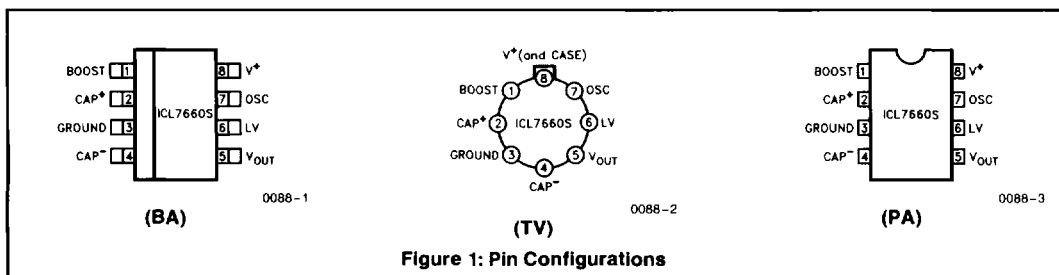 BOOST 1
CAP+ 2
GROUND 3
CAP- 4
ICL7660S
8 V+
7 OSC
6 LV
5 VOUT
0088-1
(BA)
V+(and CASE)
8
BOOST 1
7 OSC
CAP+ 2
ICL7660S
6 LV
GROUND 3
5 VOUT
4
CAP-
0088-2
(TV)
BOOST 1
CAP+ 2
GROUND 3
CAP- 4
ICL7660S
8 V+
7 OSC
6 LV
5 VOUT
0088-3
(PA)
Figure 1: Pin Configurations